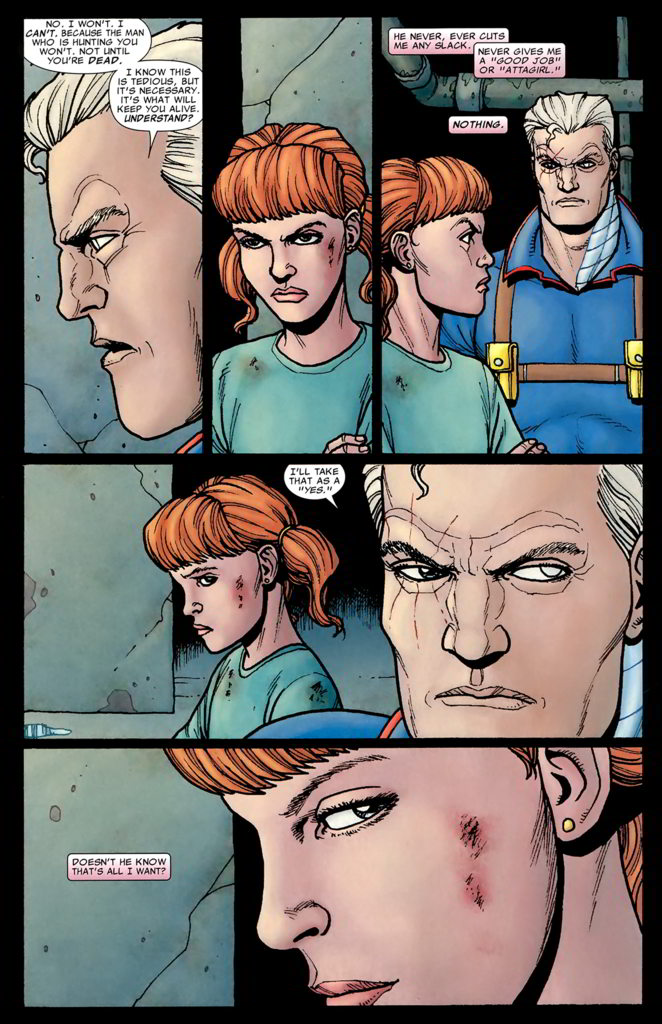 NO. I WON'T. I
CAN'T. BECAUSE THE MAN
WHO IS HUNTING YOU
WON'T. NOT UNTIL
YOU'RE DEAD.
I KNOW THIS
IS TEDIOUS, BUT
IT'S NECESSARY.
IT'S WHAT WILL
KEEP YOU ALIVE.
UNDERSTAND?
HE NEVER, EVER CUTS
ME ANY SLACK.
NEVER GIVES ME
A "GOOD JOB"
OR "ATTAGIRL."
NOTHING.
I'LL TAKE
THAT AS A
"YES."
DOESN'T HE KNOW
THAT'S ALL I WANT?